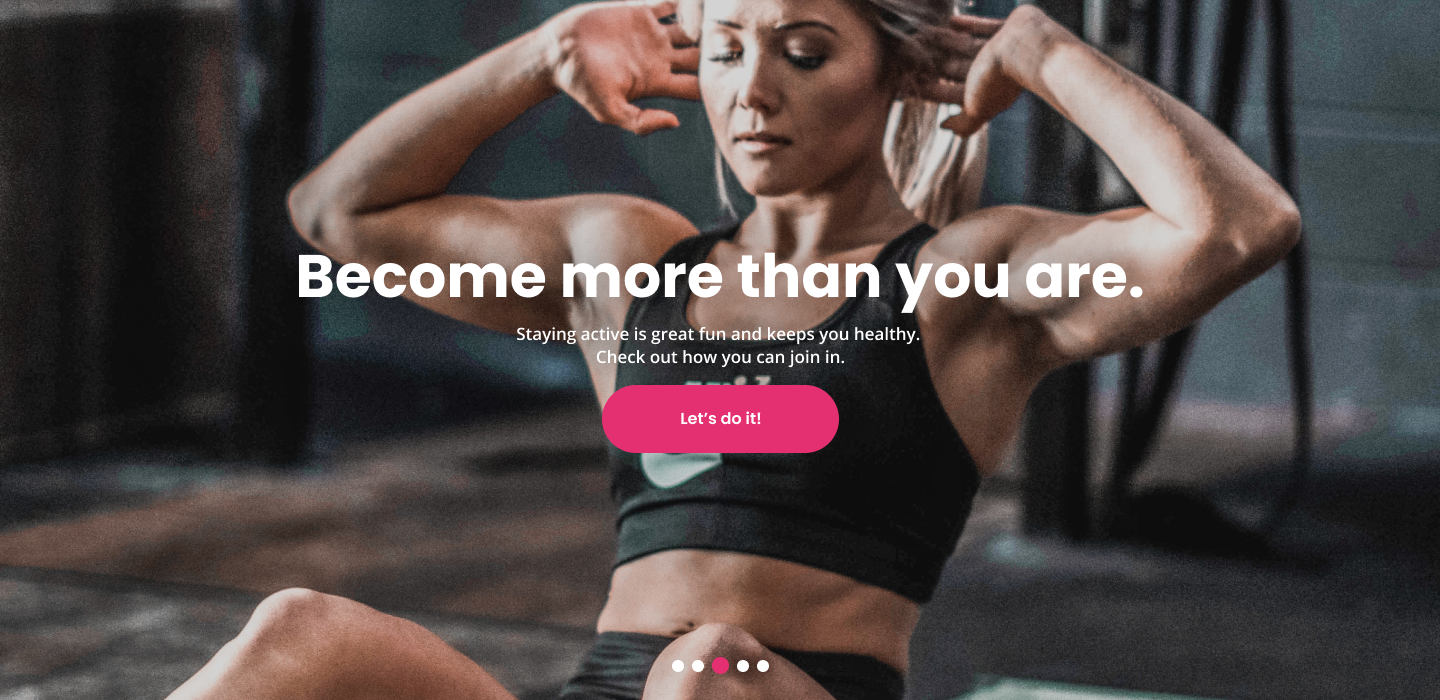 Become more than you are.
Staying active is great fun and keeps you healthy.
Check out how you can join in.
Let’s do it!